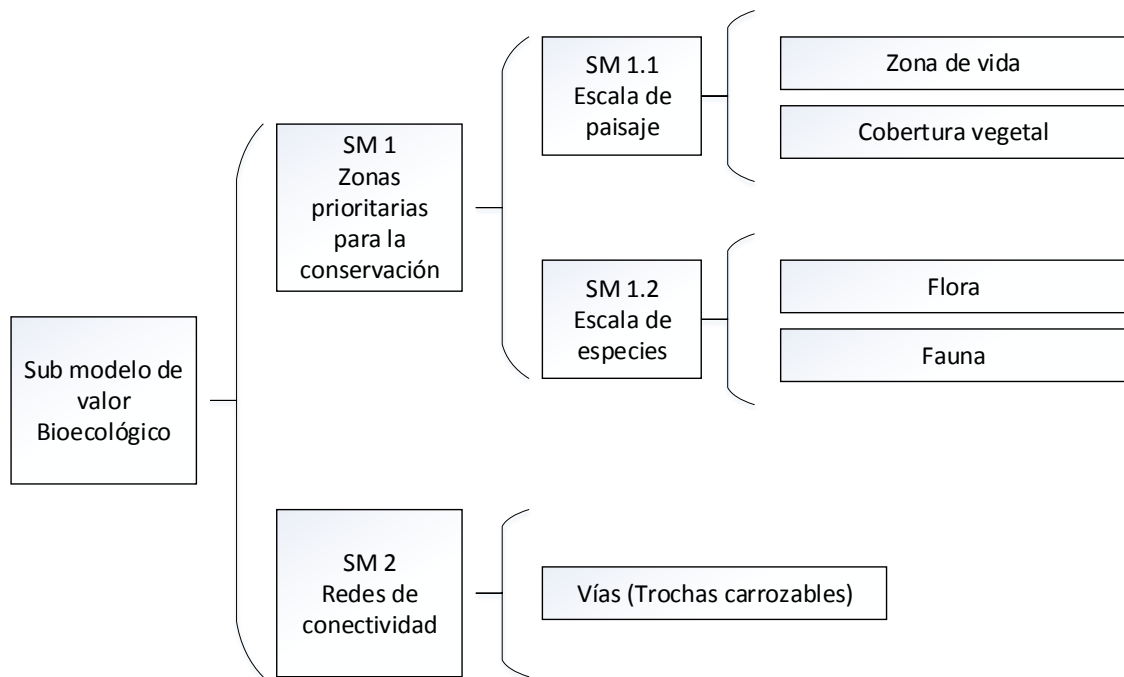 Sub modelo de
valor
Bioecológico
SM 1
Zonas
prioritarias
para la
conservación
SM 1.1
Escala de
paisaje
Zona de vida
Cobertura vegetal
SM 1.2
Escala de
especies
Flora
Fauna
SM 2
Redes de
conectividad
Vías (Trochas carrozables)